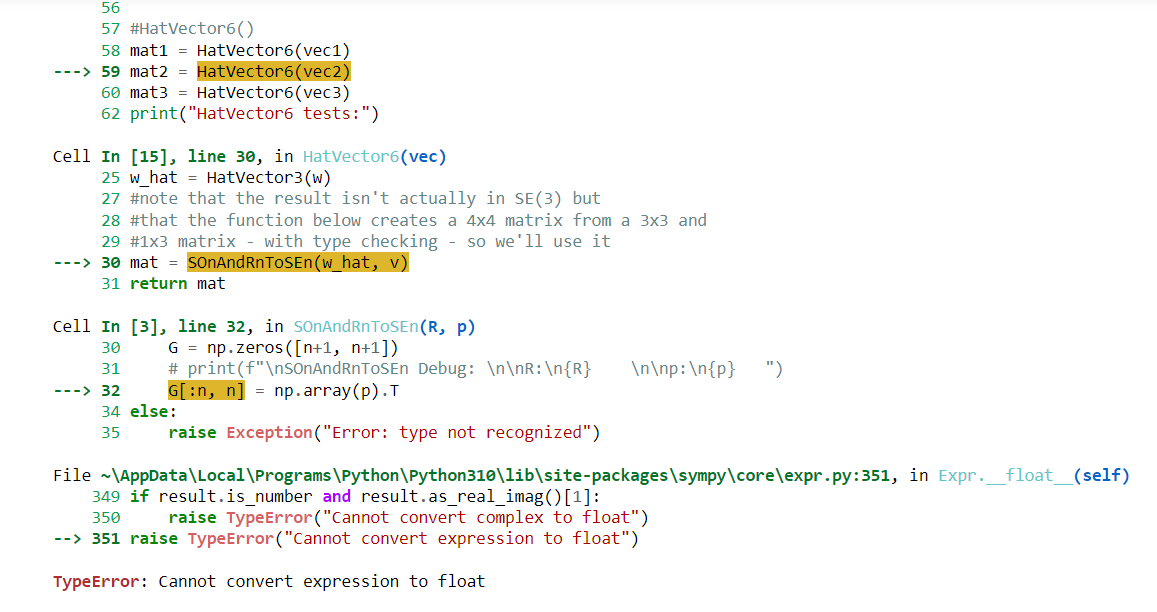 56
57 #HatVector6()
58 mat1 = HatVector6(vec1)
---> 59 mat2 = HatVector6(vec2)
60 mat3 = HatVector6(vec3)
62 print("HatVector6 tests:")
Cell In [15], line 30, in HatVector6(vec)
25 w_hat = HatVector3(w)
27 #note that the result isn't actually in SE(3) but
28 #that the function below creates a 4x4 matrix from a 3x3 and
29 #1x3 matrix - with type checking - so we'll use it
---> 30 mat = SOnAndRnToSEn(w_hat, v)
31 return mat
Cell In [3], line 32, in SOnAndRnToSEn(R, p)
30     G = np.zeros([n+1, n+1])
31     # print(f"\nSOnAndRnToSEn Debug: \n\nR:\n{R}    \n\np:\n{p}   ")
---> 32     G[:n, n] = np.array(p).T
34 else:
35     raise Exception("Error: type not recognized")
File ~\AppData\Local\Programs\Python\Python310\lib\site-packages\sympy\core\expr.py:351, in Expr.__float__(self)
349 if result.is_number and result.as_real_imag()[1]:
350     raise TypeError("Cannot convert complex to float")
--> 351 raise TypeError("Cannot convert expression to float")
TypeError: Cannot convert expression to float